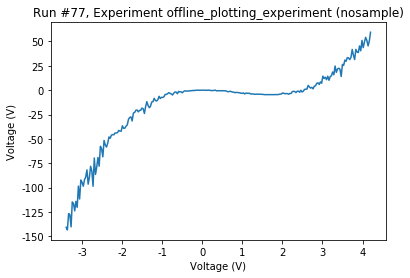 Run #77, Experiment offline_plotting_experiment (nosample)
Voltage (V)
50
25
0
-25
-50
-75
-100
-125
-150
-3 -2 -1 0 1 2 3 4
Voltage (V)